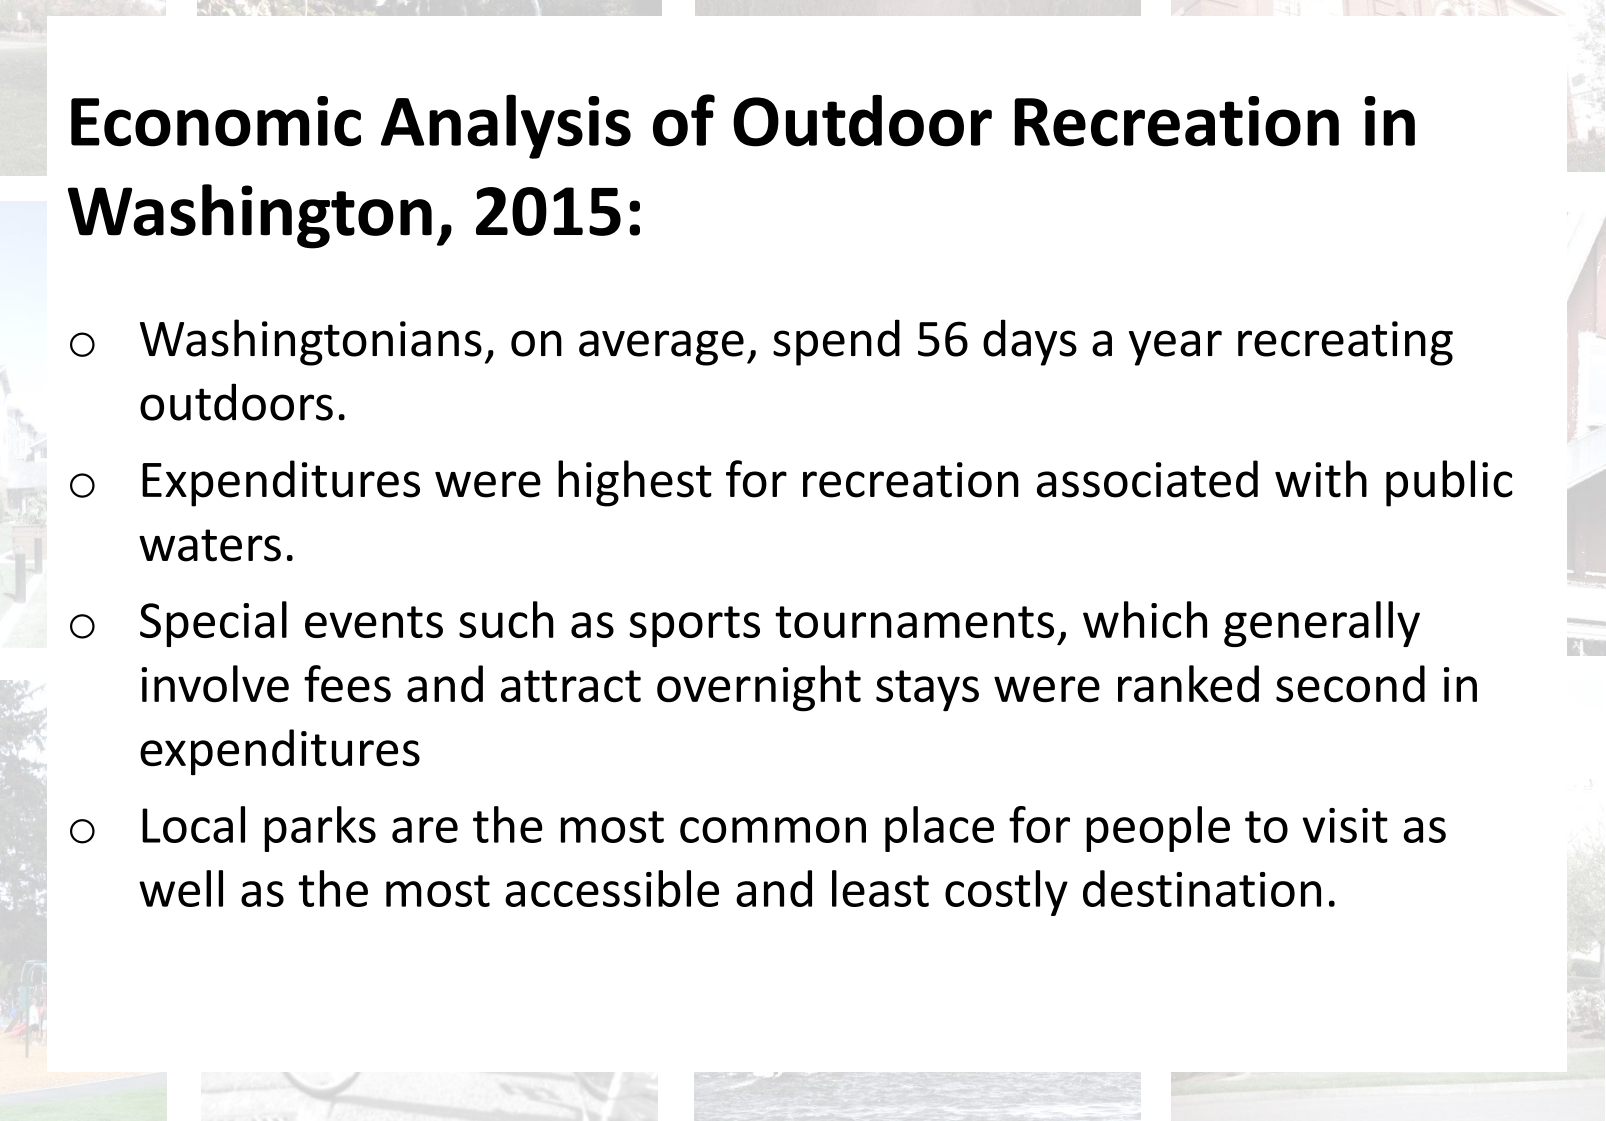 Economic Analysis of Outdoor Recreation in
Washington, 2015:
o Washingtonians, on average, spend 56 days a year recreating
outdoors.
o Expenditures were highest for recreation associated with public
waters.
o Special events such as sports tournaments, which generally
involve fees and attract overnight stays were ranked second in
expenditures
o Local parks are the most common place for people to visit as
well as the most accessible and least costly destination.